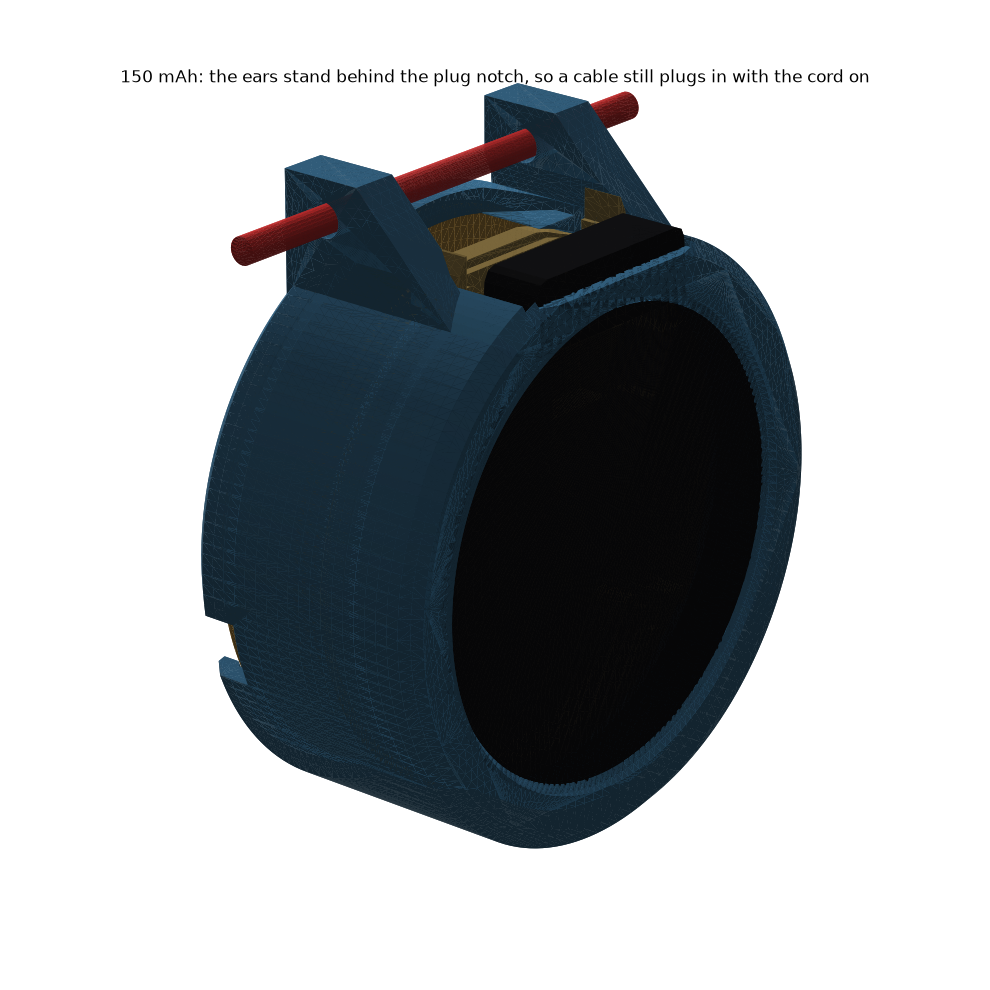 150 mAh: the ears stand behind the plug notch, so a cable still plugs in with the cord on